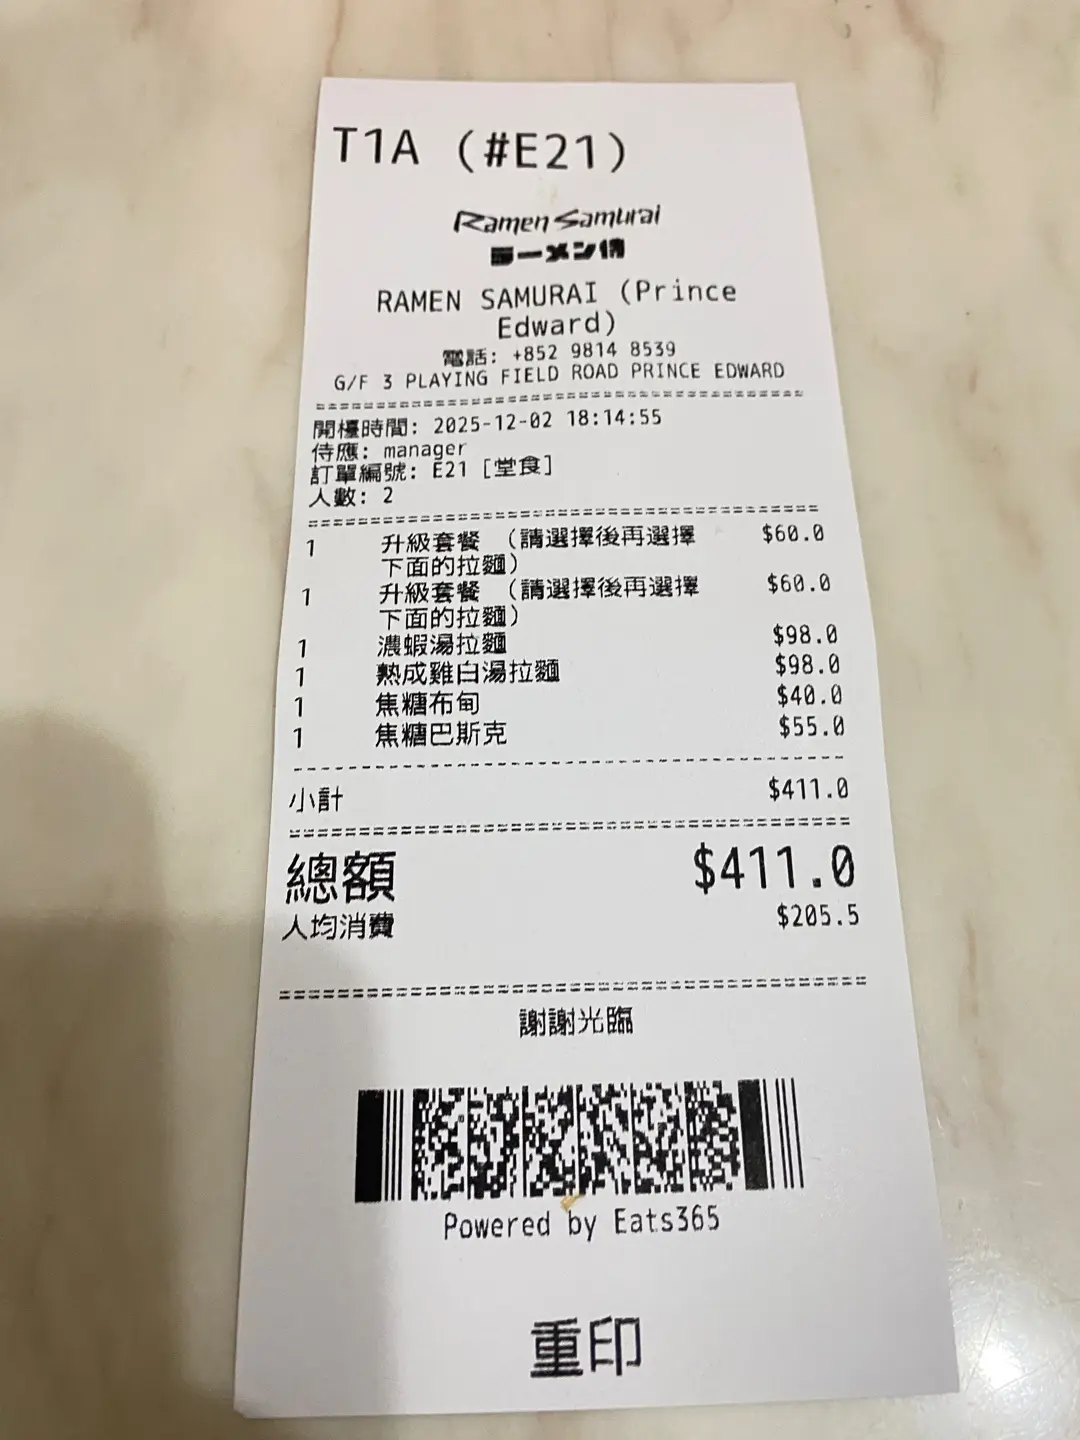 T1A (#E21)
Ramen Samurai
ラーメン侍
RAMEN SAMURAI (Prince
Edward)
電話: +852 9814 8539
G/F 3 PLAYING FIELD ROAD PRINCE EDWARD
開檯時間: 2025-12-02 18:14:55
侍應: manager
訂單編號: E21 [堂食]
人數: 2
1 升級套餐 (請選擇後再選擇 $60.0
下面的拉麵)
1 升級套餐 (請選擇後再選擇 $60.0
下面的拉麵)
1 濃蝦湯拉麵 $98.0
1 熟成雞白湯拉麵 $98.0
1 焦糖布甸 $40.0
1 焦糖巴斯克 $55.0
小計 $411.0
總額 $411.0
人均消費 $205.5
謝謝光臨
Powered by Eats365
重印